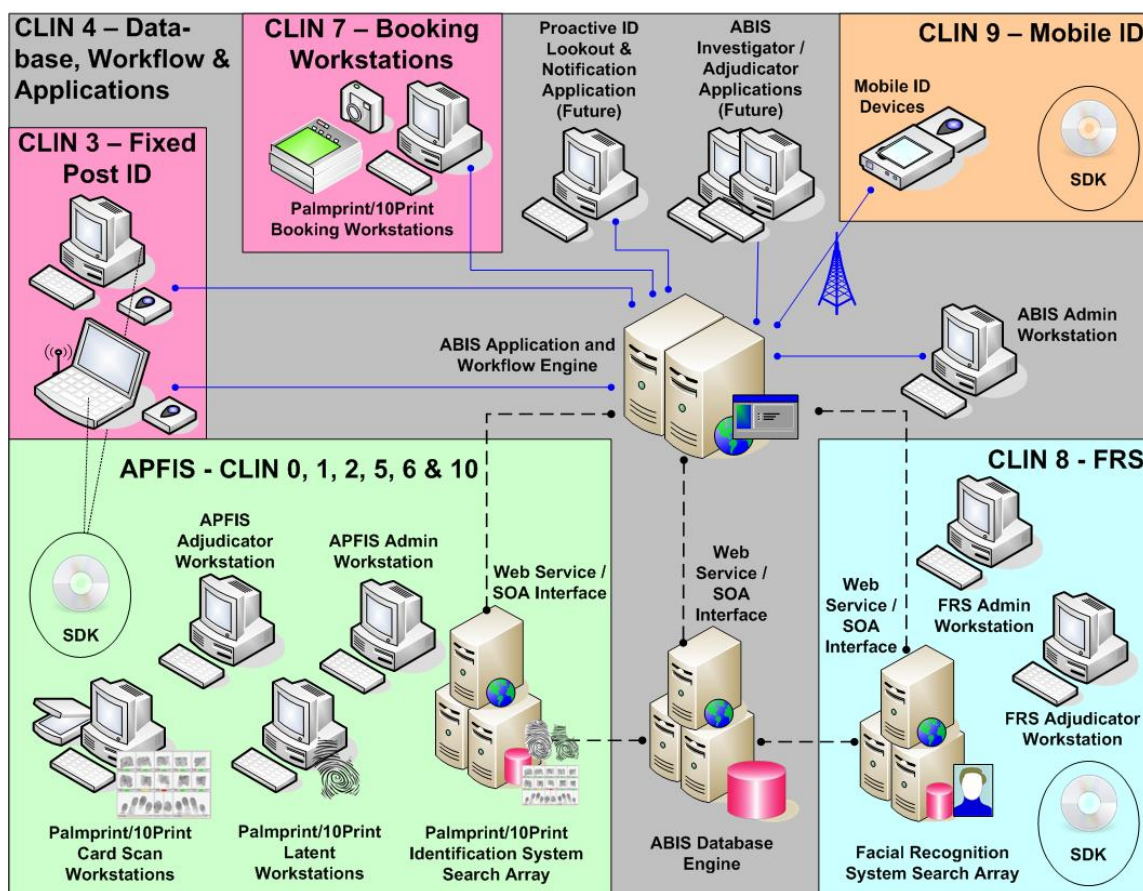 CLIN 4 – Data-
base, Workflow &
Applications
CLIN 7 – Booking
Workstations
Palmprint/10Print
Booking Workstations
Proactive ID
Lookout &
Notification
Application
(Future)
ABIS
Investigator /
Adjudicator
Applications
(Future)
CLIN 9 – Mobile ID
Mobile ID
Devices
SDK
CLIN 3 – Fixed
Post ID
ABIS Application and
Workflow Engine
ABIS Admin
Workstation
APFIS - CLIN 0, 1, 2, 5, 6 & 10
SDK
APFIS
Adjudicator
Workstation
APFIS Admin
Workstation
Web Service /
SOA Interface
Palmprint/10Print
Card Scan
Workstations
Palmprint/10Print
Latent
Workstations
Palmprint/10Print
Identification System
Search Array
Web
Service /
SOA
Interface
ABIS Database
Engine
CLIN 8 - FRS
Web
Service /
SOA
Interface
FRS Admin
Workstation
FRS Adjudicator
Workstation
Facial Recognition
System Search Array
SDK